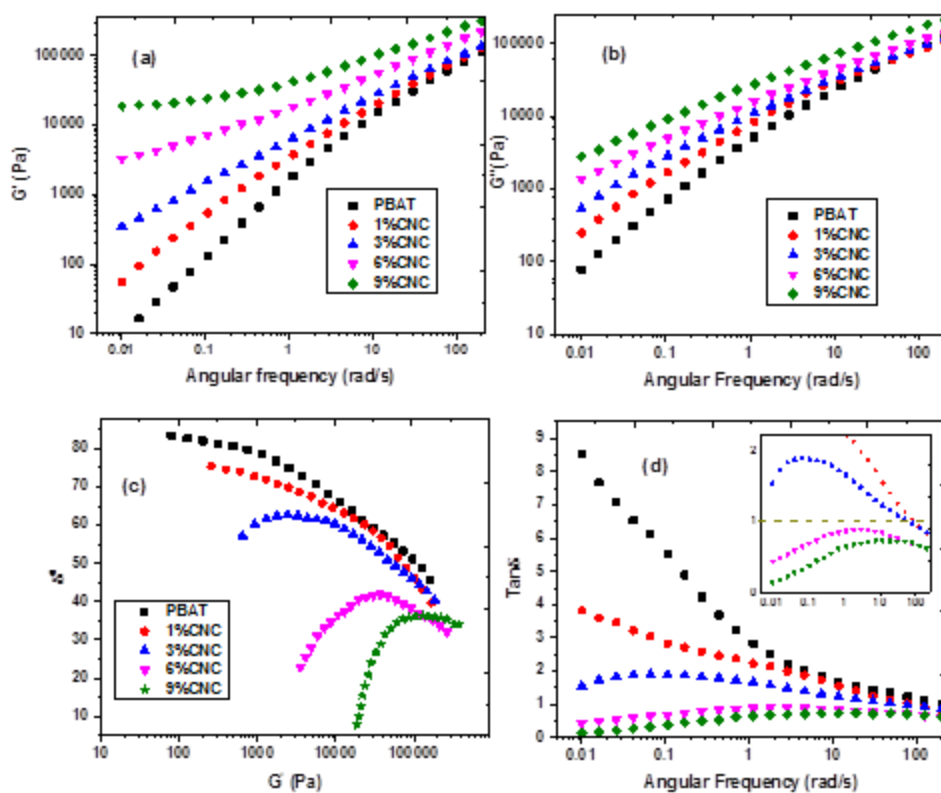 (a)
G' (Pa)
100000
10000
1000
100
10
PBAT
1%CNC
3%CNC
6%CNC
9%CNC
0.01
0.1
1
10
100
Angular frequency (rad/s)
(b)
G'' (Pa)
100000
10000
1000
100
10
PBAT
1%CNC
3%CNC
6%CNC
9%CNC
0.01
0.1
1
10
100
Angular Frequency (rad/s)
(c)
80
70
60
50
40
30
20
10
PBAT
1%CNC
3%CNC
6%CNC
9%CNC
10
100
1000
10000
100000
(Pa)
(d)
Tanδ
9
8
7
6
5
4
3
2
1
0
2
1
0
0.01
0.1
1
10
100
0.01
0.1
1
10
100
Angular Frequency (rad/s)